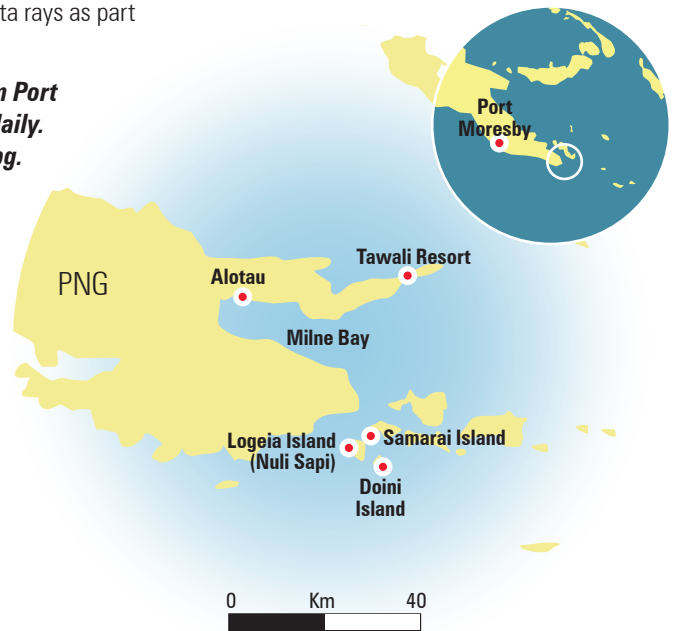 ta rays as part
Port
daily.
Port
Moresby
PNG
Alotau
Tawali Resort
Milne Bay
Logeia Island
(Nuli Sapi)
Samarai Island
Doini
Island
0 Km 40